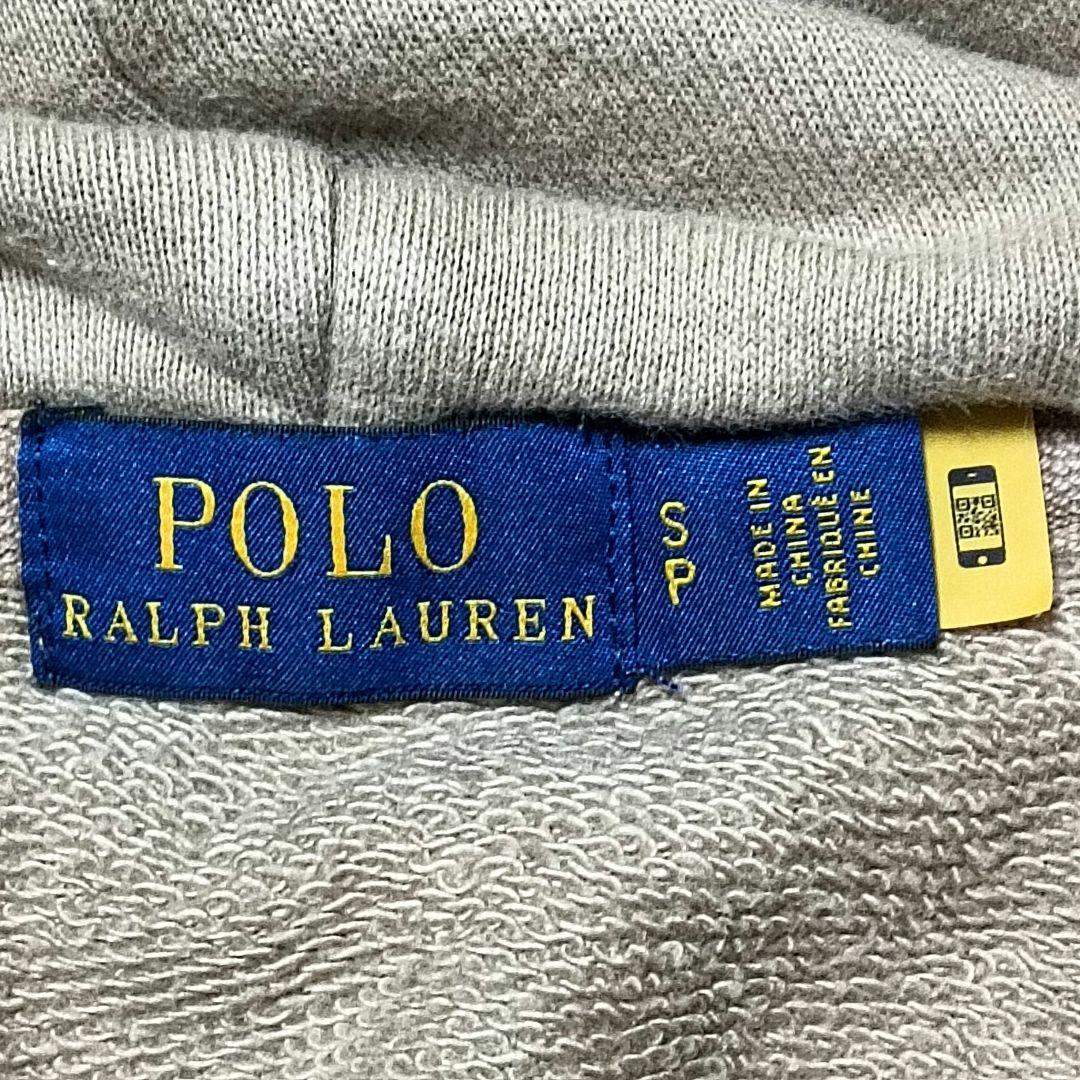 POLO
RALPH LAUREN
S
P
MADE IN
CHINA
FABRIQUÉ EN
CHINE